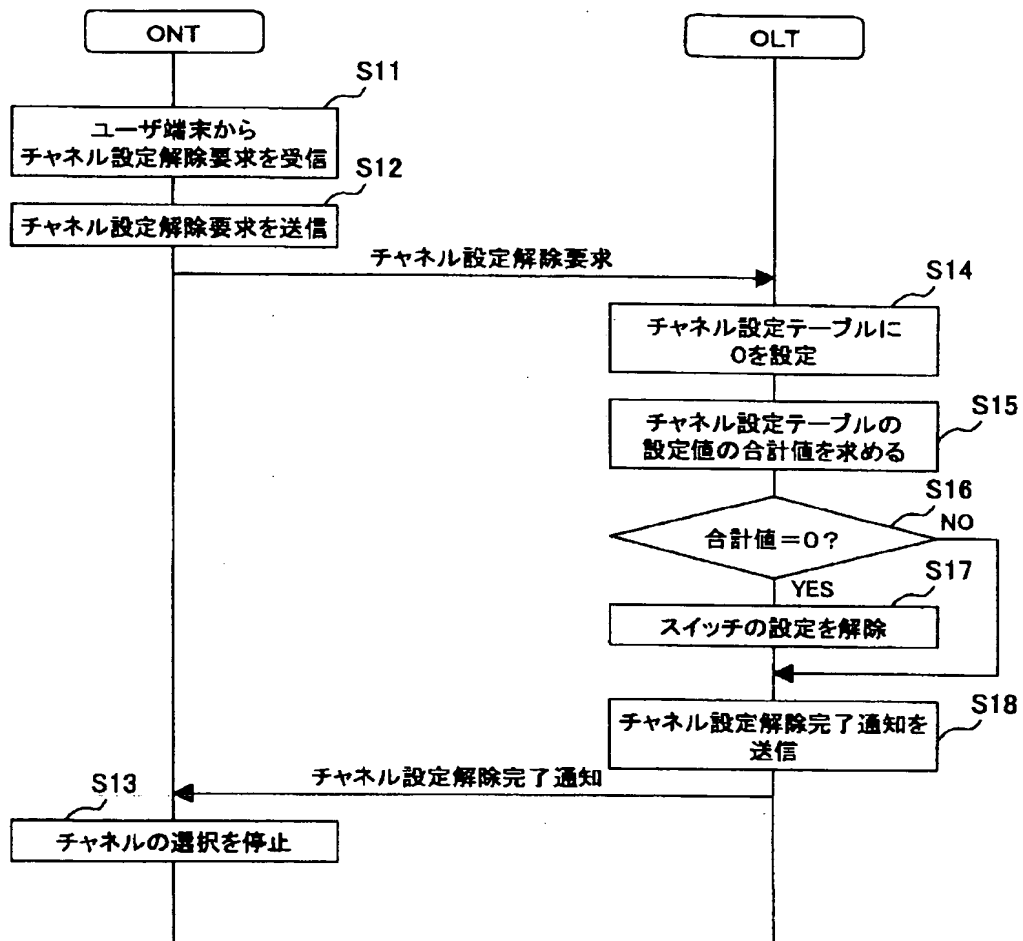 ONT
OLT
S11
ユーザ端末から
チャネル設定解除要求を受信
S12
チャネル設定解除要求を送信
チャネル設定解除要求
S14
チャネル設定テーブルに
0を設定
S15
チャネル設定テーブルの
設定値の合計値を求める
S16
合計値=0?
NO
YES
S17
スイッチの設定を解除
S18
チャネル設定解除完了通知を
送信
チャネル設定解除完了通知
S13
チャネルの選択を停止